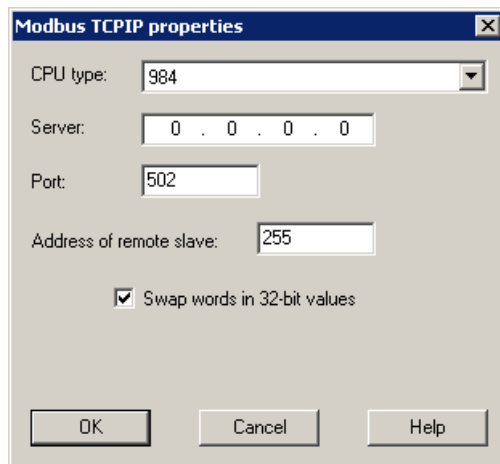 Modbus TCPIP properties
CPU type: 984
Server: 0 . 0 . 0 . 0
Port: 502
Address of remote slave: 255
Swap words in 32-bit values
OK Cancel Help